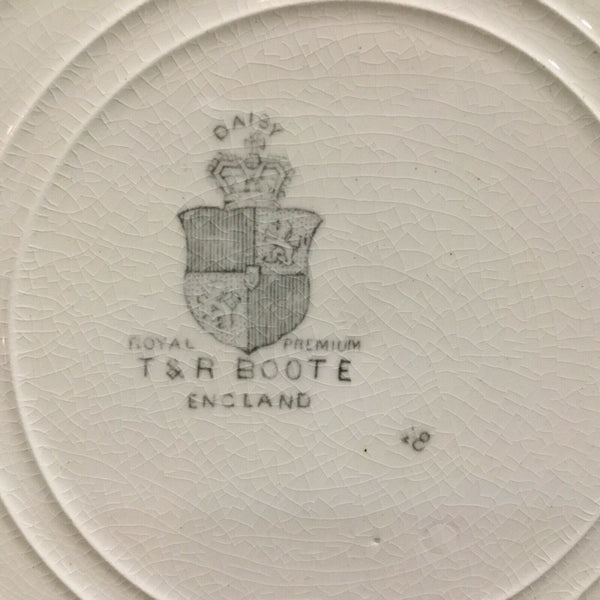 DAISY
ROYAL PREMIUM
T & R BOOTE
ENGLAND